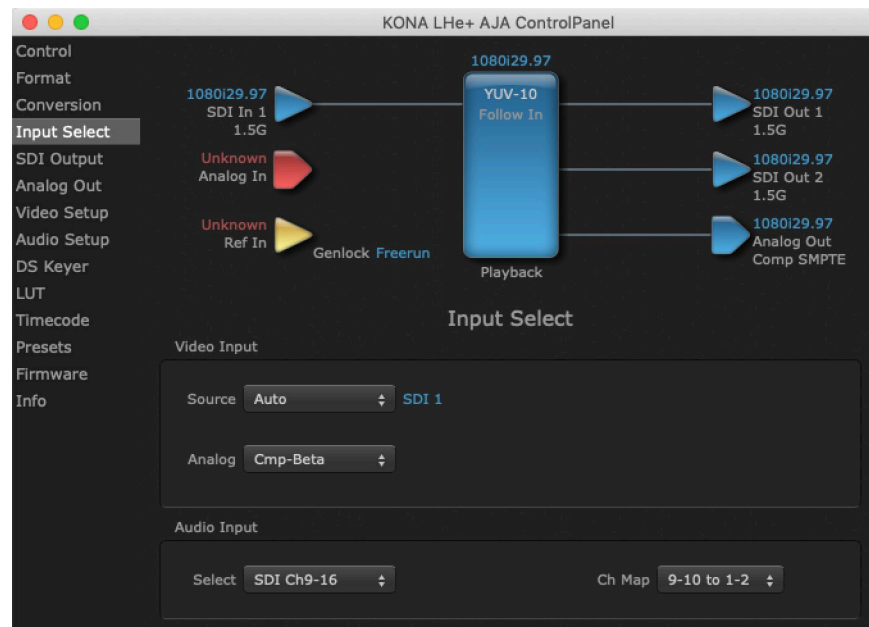 KONA LHe+ AJA ControlPanel
Control
Format
Conversion
Input Select
SDI Output
Analog Out
Video Setup
Audio Setup
DS Keyer
LUT
Timecode
Presets
Firmware
Info
1080i29.97
SDI In 1
1.5G
Unknown
Analog In
Unknown
Ref In
Genlock Freerun
1080i29.97
YUV-10
Follow In
Playback
1080i29.97
SDI Out 1
1.5G
1080i29.97
SDI Out 2
1.5G
1080i29.97
Analog Out
Comp SMPTE
Input Select
Video Input
Source Auto SDI 1
Analog Cmp-Beta
Audio Input
Select SDI Ch9-16 Ch Map 9-10 to 1-2